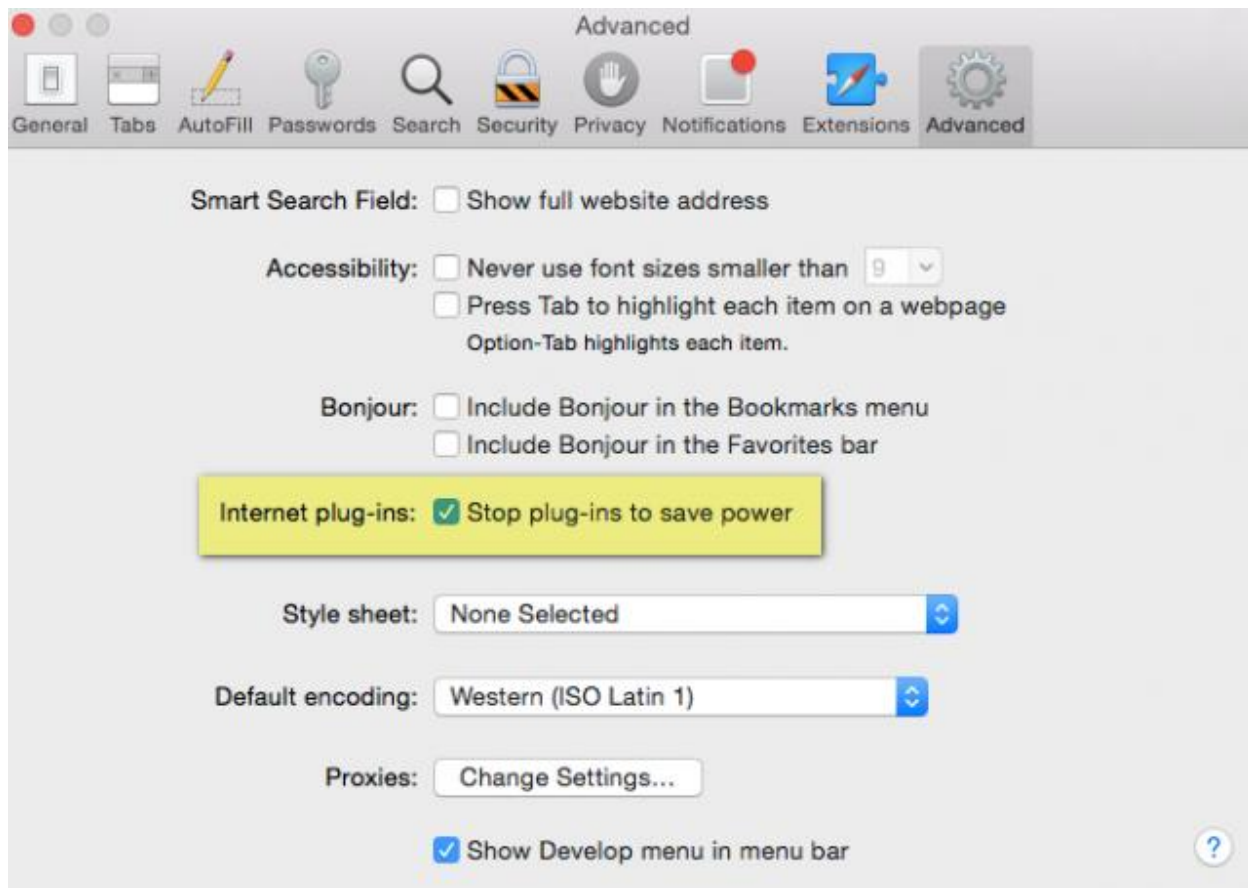 Advanced
General Tabs AutoFill Passwords Search Security Privacy Notifications Extensions Advanced
Smart Search Field: Show full website address
Accessibility: Never use font sizes smaller than 9
Press Tab to highlight each item on a webpage
Option-Tab highlights each item.
Bonjour: Include Bonjour in the Bookmarks menu
Include Bonjour in the Favorites bar
Internet plug-ins: Stop plug-ins to save power
Style sheet: None Selected
Default encoding: Western (ISO Latin 1)
Proxies: Change Settings...
Show Develop menu in menu bar
?